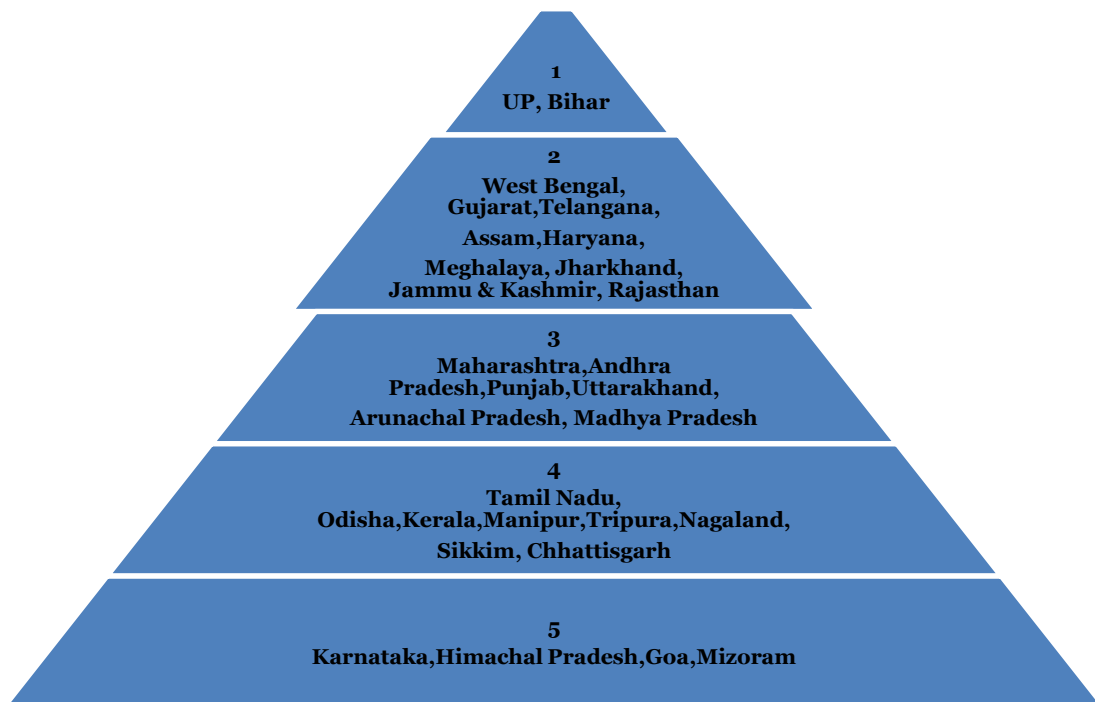 1
UP, Bihar
2
West Bengal,
Gujarat,Telangana,
Assam,Haryana,
Meghalaya, Jharkhand,
Jammu & Kashmir, Rajasthan
3
Maharashtra,Andhra
Pradesh,Punjab,Uttarakhand,
Arunachal Pradesh, Madhya Pradesh
4
Tamil Nadu,
Odisha,Kerala,Manipur,Tripura,Nagaland,
Sikkim, Chhattisgarh
5
Karnataka,Himachal Pradesh,Goa,Mizoram